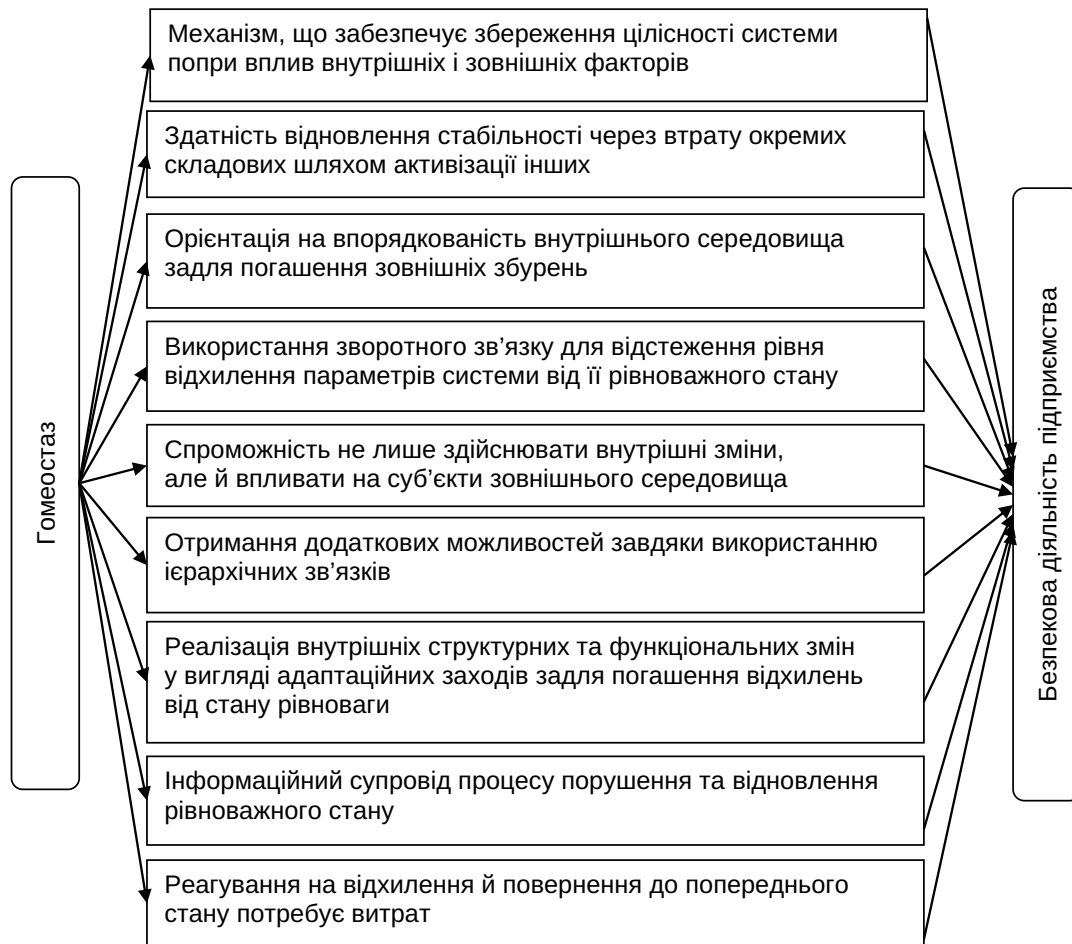 Гомеостаз
Механізм, що забезпечує збереження цілісності системи
попри вплив внутрішніх і зовнішніх факторів
Здатність відновлення стабільності через втрату окремих
складових шляхом активізації інших
Орієнтація на впорядкованість внутрішнього середовища
задля погашення зовнішніх збурень
Використання зворотного зв’язку для відстеження рівня
відхилення параметрів системи від її рівноважного стану
Спроможність не лише здійснювати внутрішні зміни,
але й впливати на суб’єкти зовнішнього середовища
Отримання додаткових можливостей завдяки використанню
ієрархічних зв’язків
Реалізація внутрішніх структурних та функціональних змін
у вигляді адаптаційних заходів задля погашення відхилень
від стану рівноваги
Інформаційний супровід процесу порушення та відновлення
рівноважного стану
Реагування на відхилення й повернення до попереднього
стану потребує витрат
Безпекова діяльність підприємства